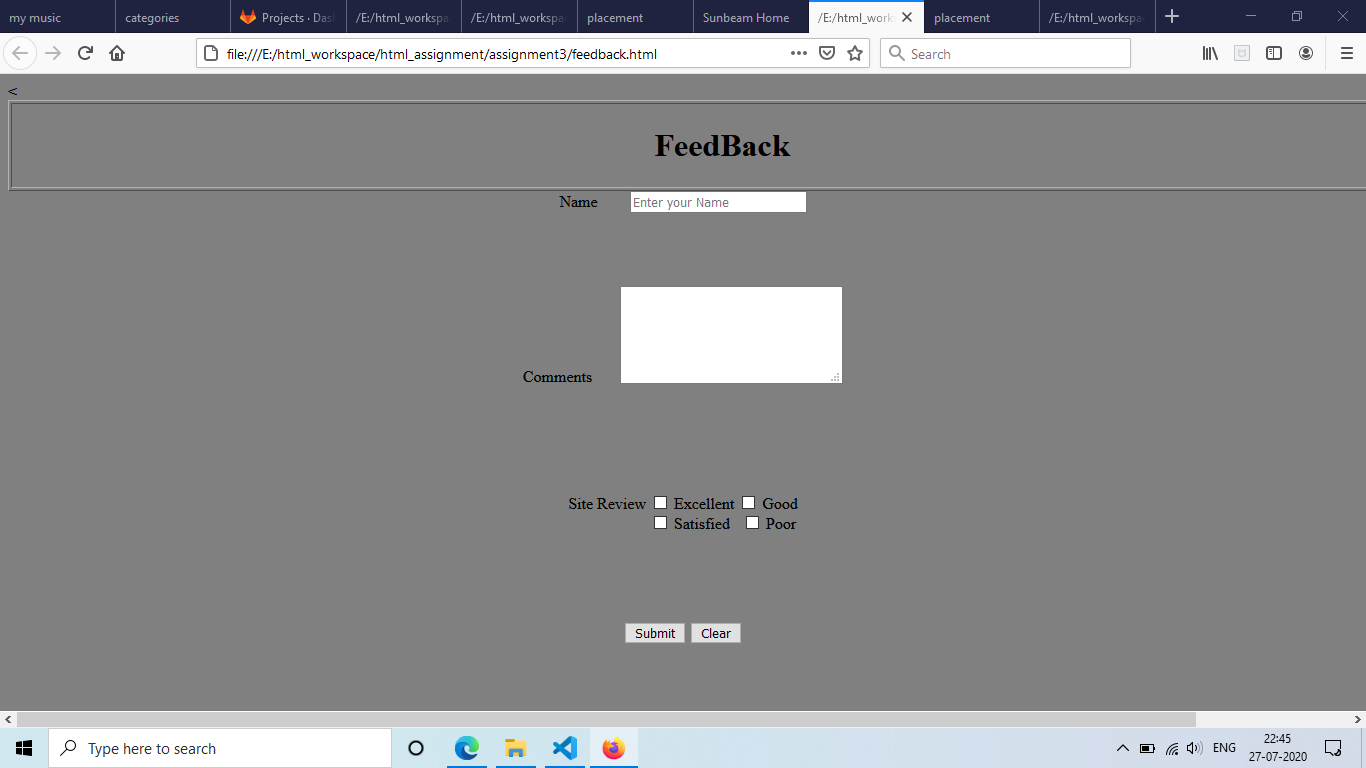 my music categories Projects · Das /E:/html_workspa /E:/html_workspa placement Sunbeam Home /E:/html_work placement /E:/html_workspa
file:///E:/html_workspace/html_assignment/assignment3/feedback.html Search
<
FeedBack
Name Enter your Name
Comments
Site Review Excellent Good
Satisfied Poor
Submit Clear
Type here to search ENG 22:45
27-07-2020